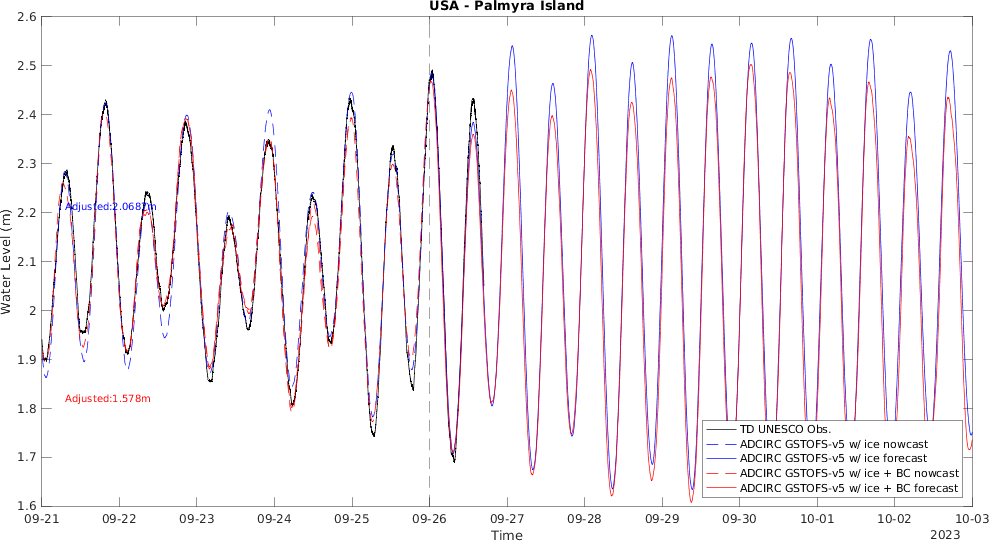 USA - Palmyra Island
2.6
2.5
2.4
2.3
2.2
2.1
2
1.9
1.8
1.7
1.6
Water Level (m)
Adjusted:2.0687m
Adjusted:1.578m
TD UNESCO Obs.
ADCIRC GSTOFS-v5 w/ ice nowcast
ADCIRC GSTOFS-v5 w/ ice forecast
ADCIRC GSTOFS-v5 w/ ice + BC nowcast
ADCIRC GSTOFS-v5 w/ ice + BC forecast
09-21 09-22 09-23 09-24 09-25 09-26 09-27 09-28 09-29 09-30 10-01 10-02 10-03
Time
2023